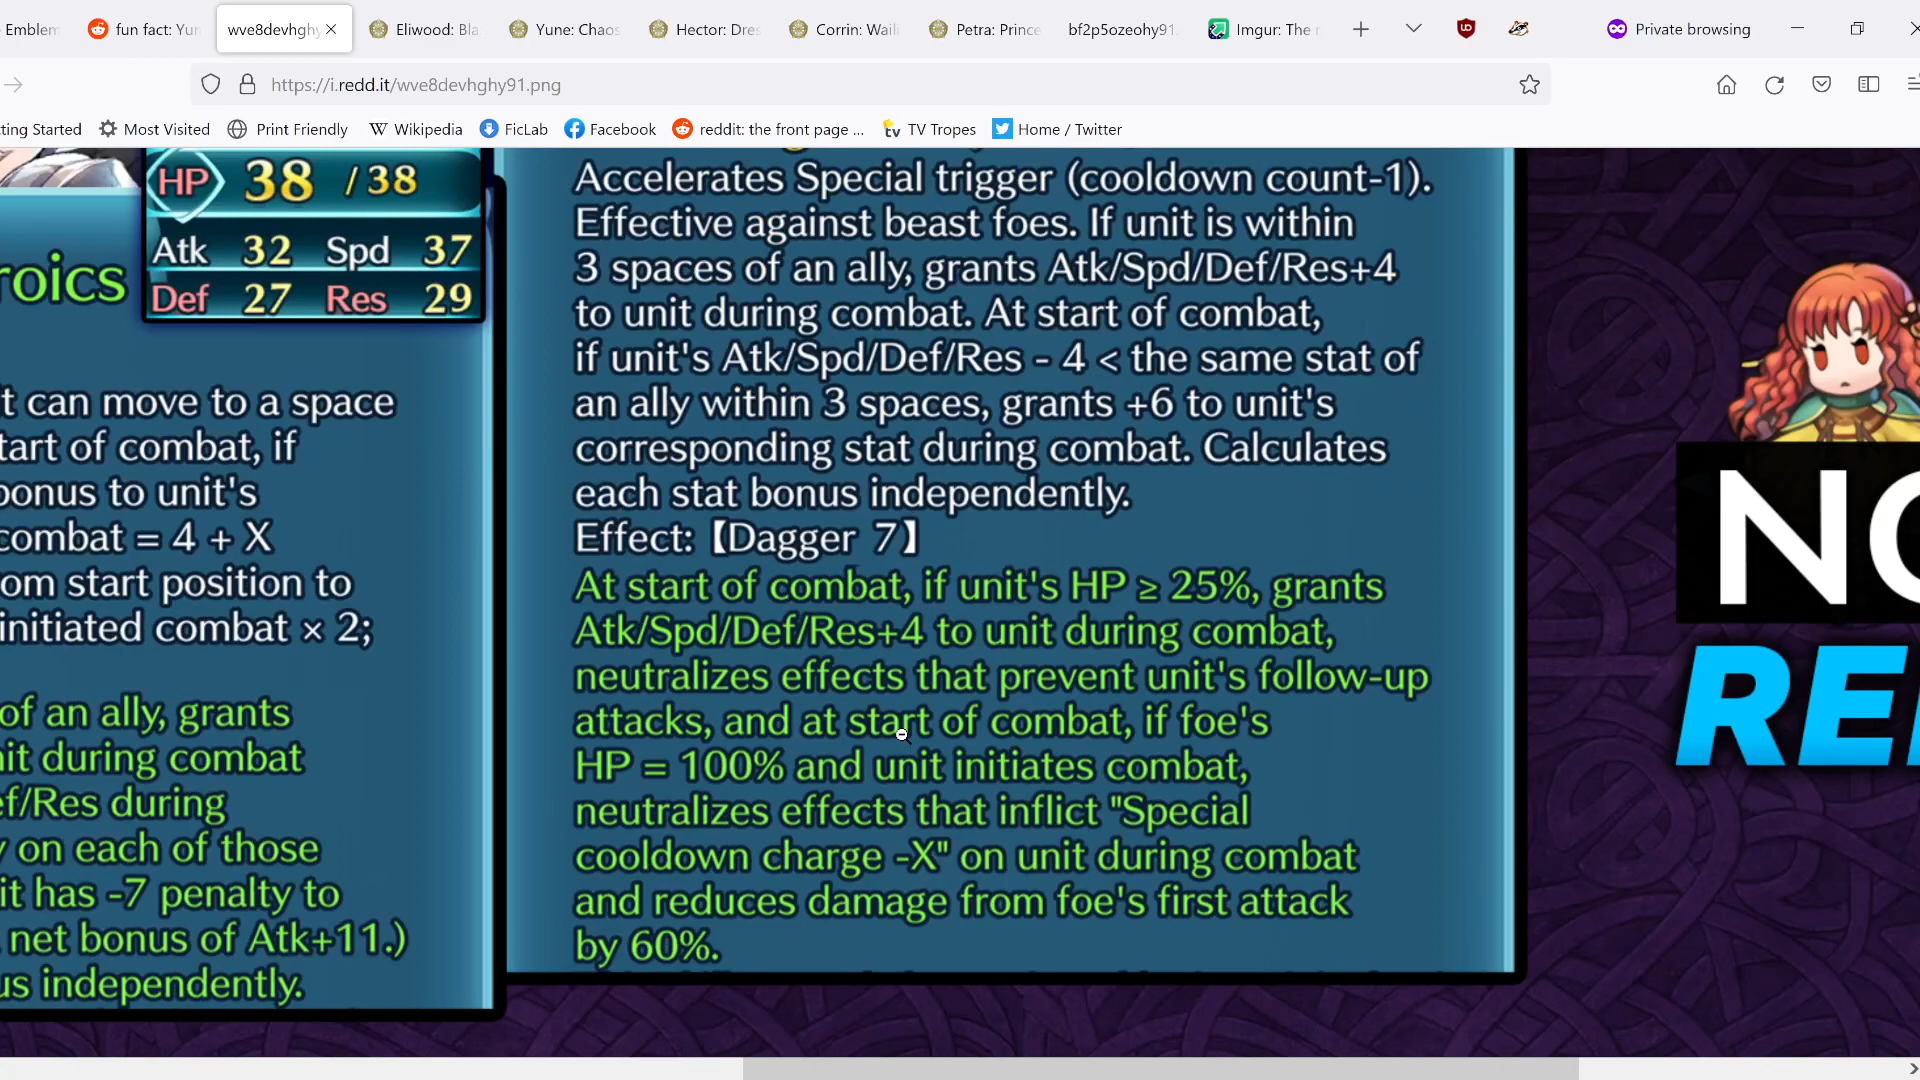 Emblem
fun fact: Yun
wve8devhghy
Eliwood: Bla
Yune: Chaos
Hector: Dres
Corrin: Waili
Petra: Prince
bf2p5ozeohy91.
Imgur: The r
Private browsing
https://i.redd.it/wve8devhghy91.png
ting Started
Most Visited
Print Friendly
Wikipedia
FicLab
Facebook
reddit: the front page ...
TV Tropes
Home / Twitter
HP 38 / 38
Atk 32 Spd 37
Def 27 Res 29
roics
t can move to a space
tart of combat, if
bonus to unit's
combat = 4 + X
om start position to
initiated combat × 2;
of an ally, grants
it during combat
ef/Res during
y on each of those
it has -7 penalty to
net bonus of Atk+11.)
us independently.
Accelerates Special trigger (cooldown count-1).
Effective against beast foes. If unit is within
3 spaces of an ally, grants Atk/Spd/Def/Res+4
to unit during combat. At start of combat,
if unit's Atk/Spd/Def/Res - 4 < the same stat of
an ally within 3 spaces, grants +6 to unit's
corresponding stat during combat. Calculates
each stat bonus independently.
Effect:【Dagger 7】
At start of combat, if unit's HP ≥ 25%, grants
Atk/Spd/Def/Res+4 to unit during combat,
neutralizes effects that prevent unit's follow-up
attacks, and at start of combat, if foe's
HP = 100% and unit initiates combat,
neutralizes effects that inflict "Special
cooldown charge -X" on unit during combat
and reduces damage from foe's first attack
by 60%.
NO
RE